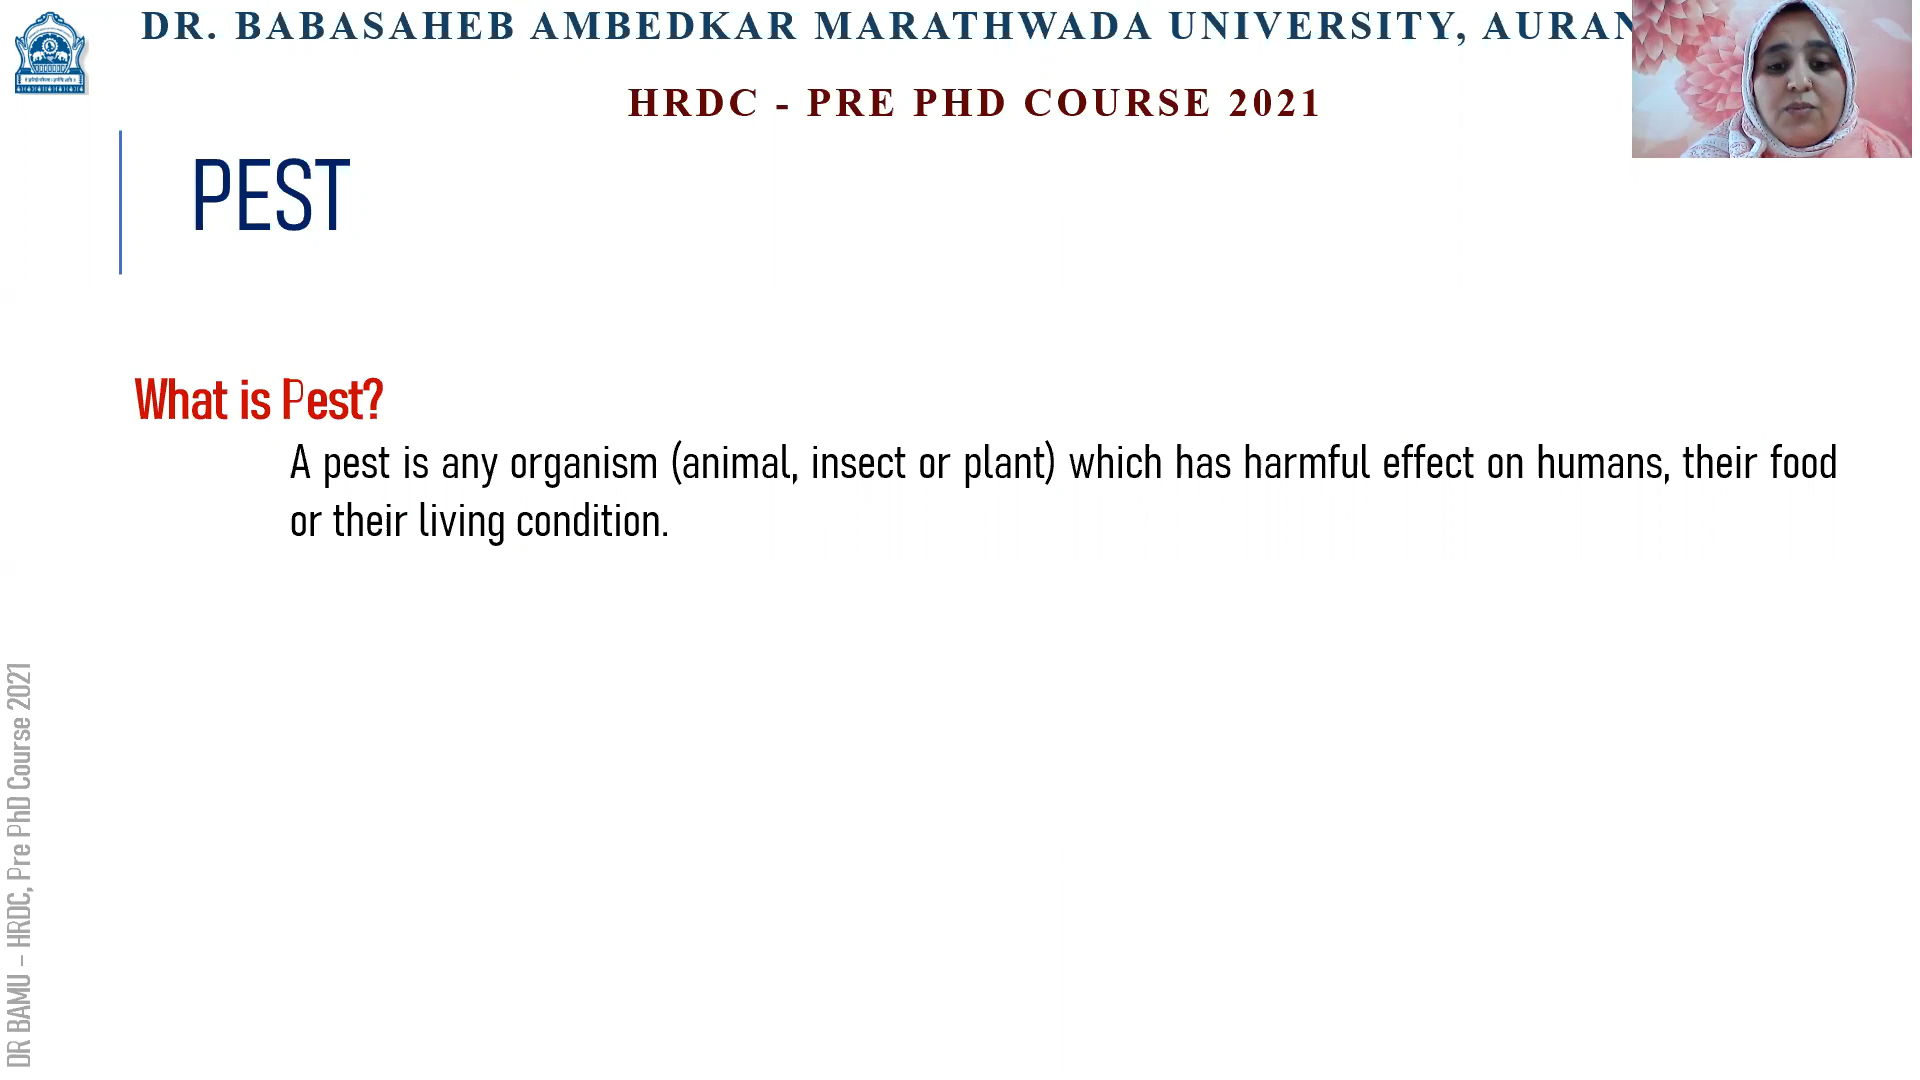 DR. BABASAHEB AMBEDKAR MARATHWADA UNIVERSITY,
HRDC - PRE PHD COURSE 2021
PEST
What is Pest?
A pest is any organism (animal, insect or plant) which has harmful effect on humans, their food
or their living condition.
DR BAMU – HRDC, Pre PhD Course 2021